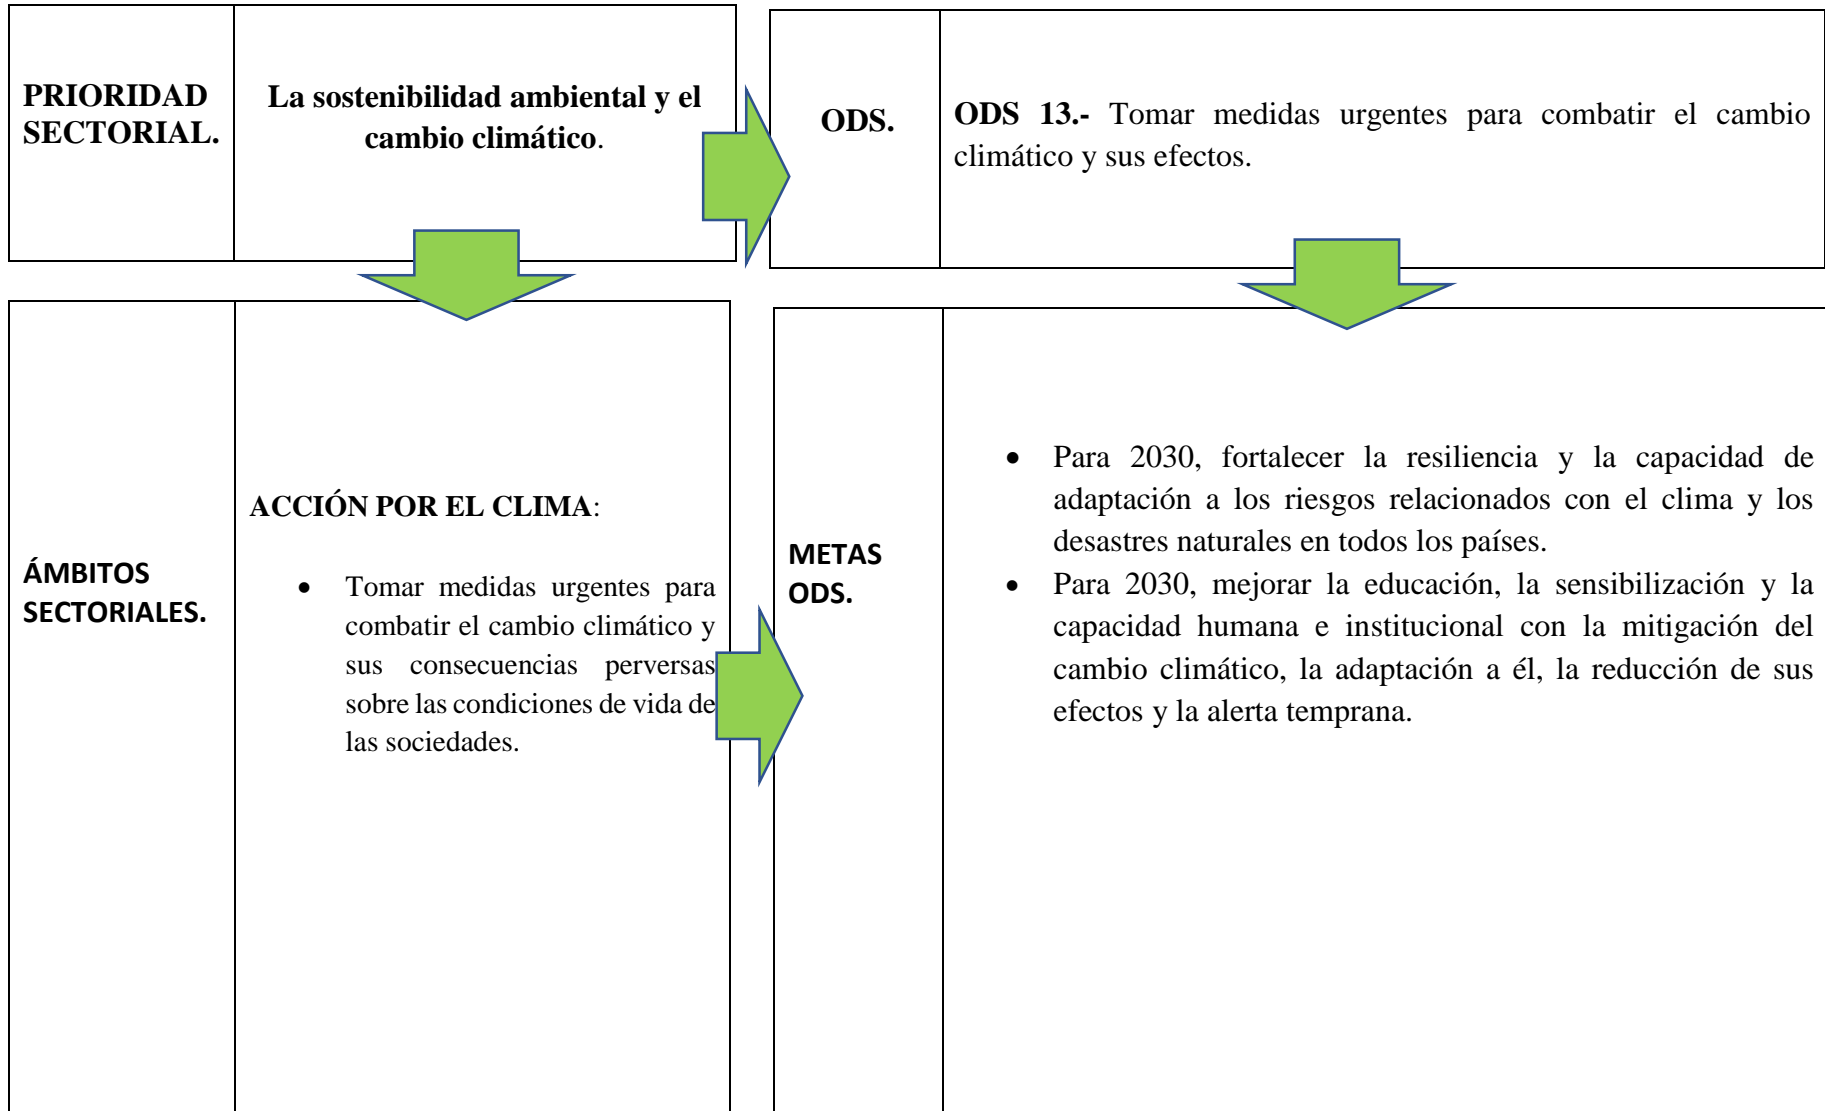 PRIORIDAD
SECTORIAL.
La sostenibilidad ambiental y el
cambio climático.
ODS.
ODS 13.- Tomar medidas urgentes para combatir el cambio
climático y sus efectos.
ÁMBITOS
SECTORIALES.
ACCIÓN POR EL CLIMA:
• Tomar medidas urgentes para
combatir el cambio climático y
sus consecuencias perversas
sobre las condiciones de vida de
las sociedades.
METAS
ODS.
• Para 2030, fortalecer la resiliencia y la capacidad de
adaptación a los riesgos relacionados con el clima y los
desastres naturales en todos los países.
• Para 2030, mejorar la educación, la sensibilización y la
capacidad humana e institucional con la mitigación del
cambio climático, la adaptación a él, la reducción de sus
efectos y la alerta temprana.